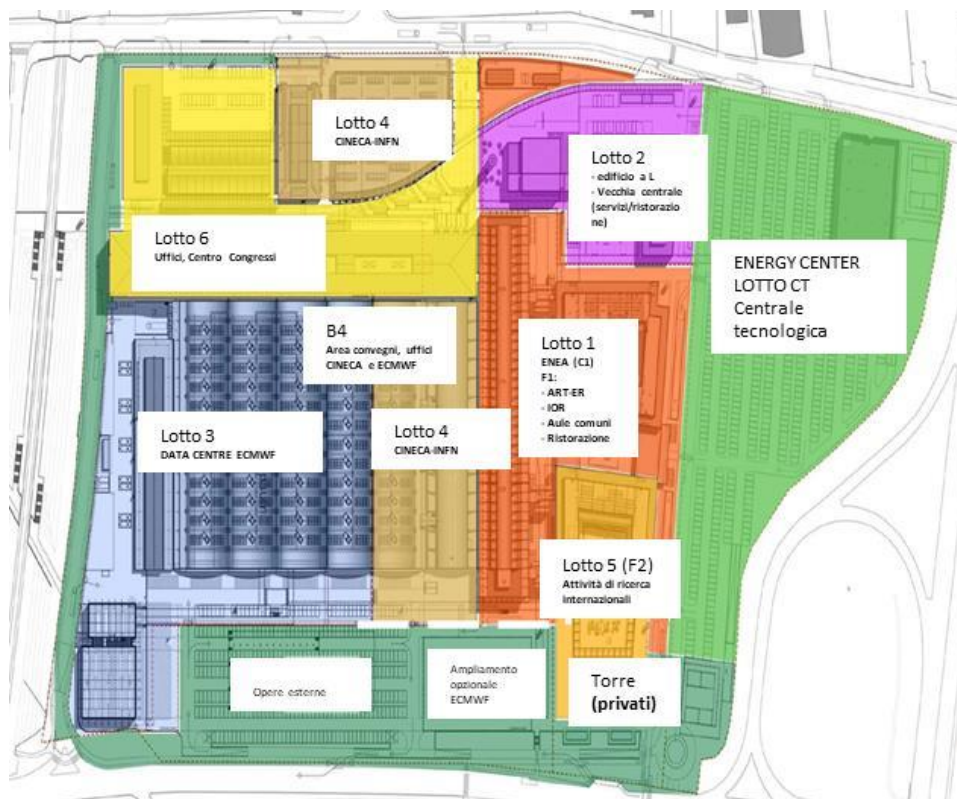 Lotto 4
CINECA-INFN
Lotto 2
- edificio a L
- Vecchia centrale
(servizi/ristorazio
ne)
Lotto 6
Uffici, Centro Congressi
ENERGY CENTER
LOTTO CT
Centrale
tecnologica
B4
Area convegni, uffici
CINECA e ECMWF
Lotto 1
ENEA (C1)
F1:
- ART-ER
- IOR
- Aule comuni
- Ristorazione
Lotto 3
DATA CENTRE ECMWF
Lotto 4
CINECA-INFN
Lotto 5 (F2)
Attività di ricerca
internazionali
Opere esterne
Ampliamento
opzionale
ECMWF
Torre
(privati)